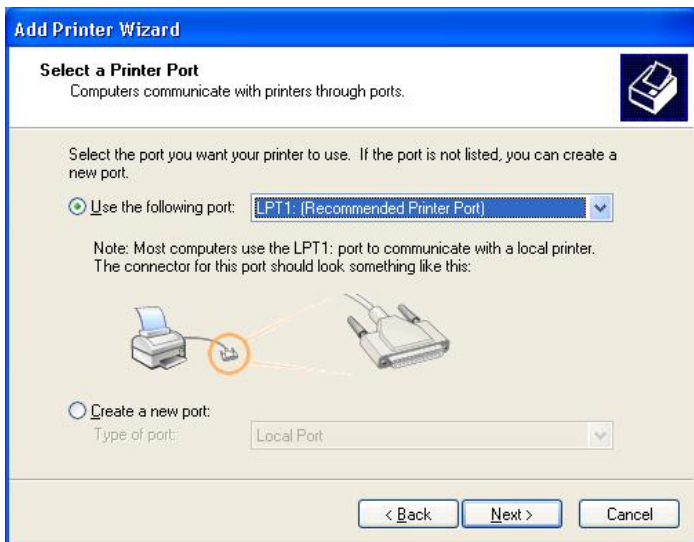 Add Printer Wizard
Select a Printer Port
Computers communicate with printers through ports.
Select the port you want your printer to use. If the port is not listed, you can create a
new port.
Use the following port: LPT1: (Recommended Printer Port)
Note: Most computers use the LPT1: port to communicate with a local printer.
The connector for this port should look something like this:
Create a new port:
Type of port: Local Port
< Back Next > Cancel